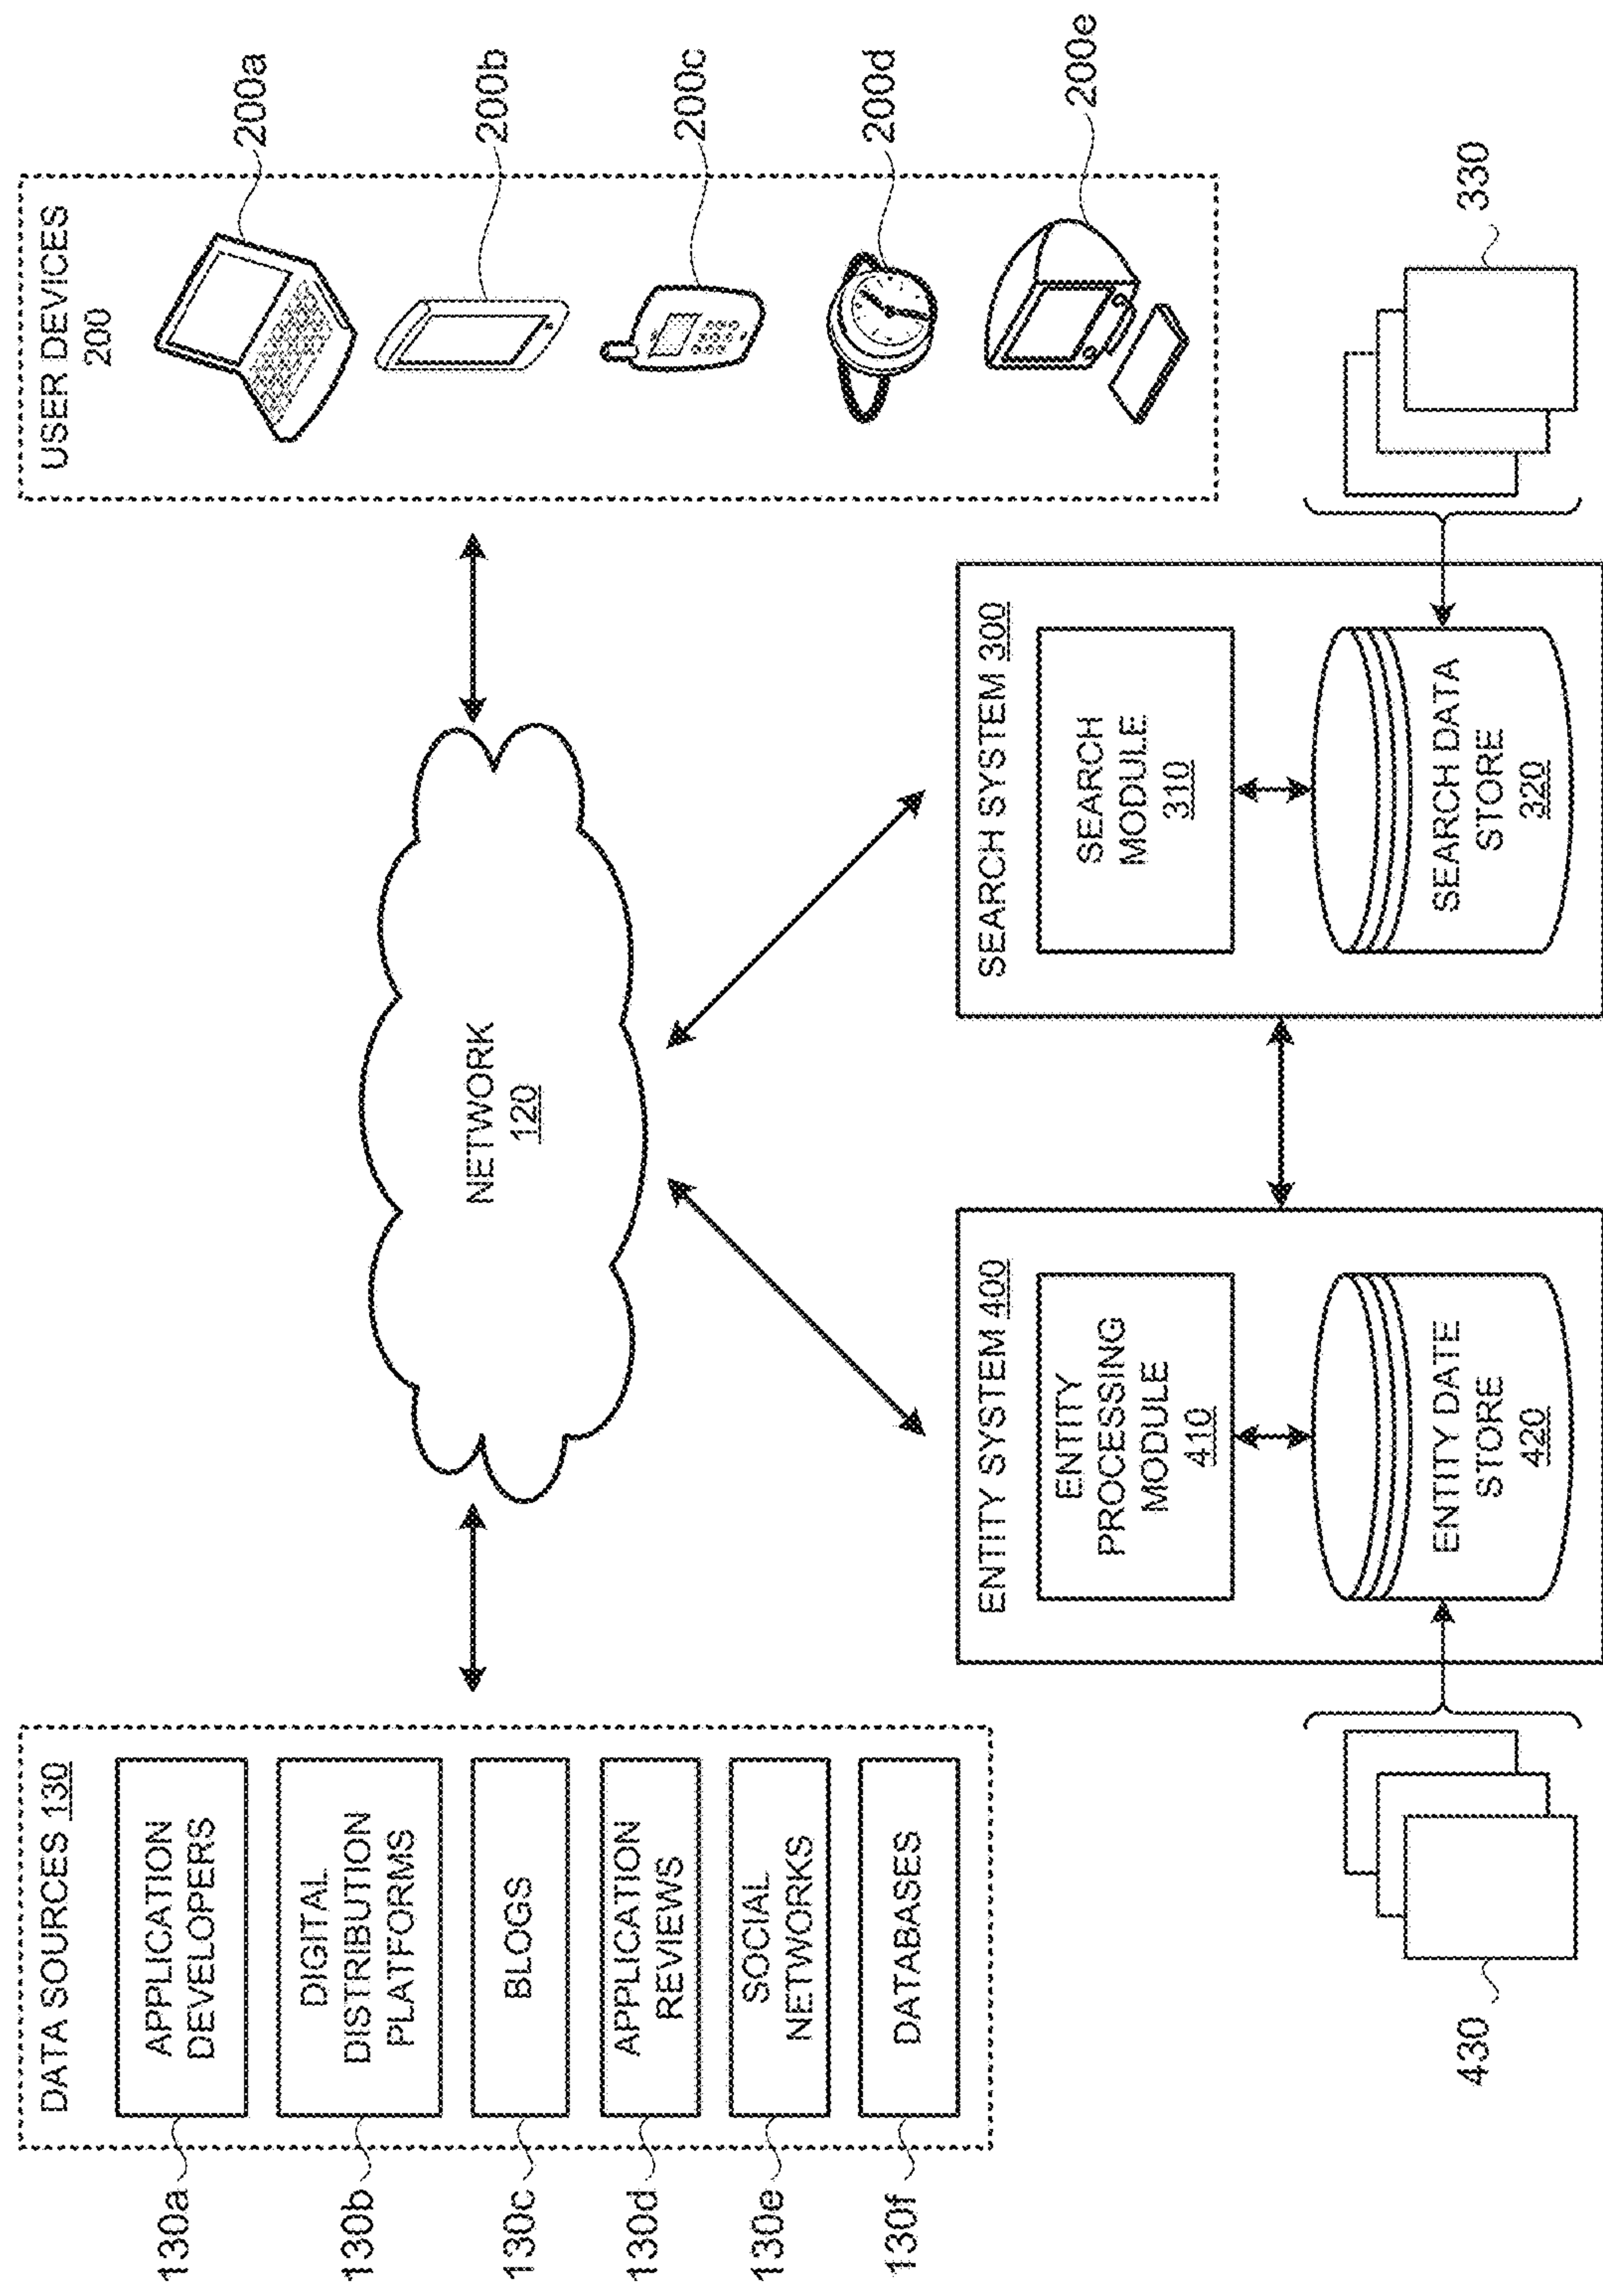 DATA SOURCES 130
APPLICATION
DEVELOPERS
DIGITAL
DISTRIBUTION
PLATFORMS
BLOGS
APPLICATION
REVIEWS
SOCIAL
NETWORKS
DATABASES
130a
130b
130c
130d
130e
130f
NETWORK
120
USER DEVICES
200
200a
200b
200c
200d
200e
ENTITY SYSTEM 400
ENTITY
PROCESSING
MODULE
410
ENTITY DATE
STORE
420
430
SEARCH SYSTEM 300
SEARCH
MODULE
310
SEARCH DATA
STORE
320
330